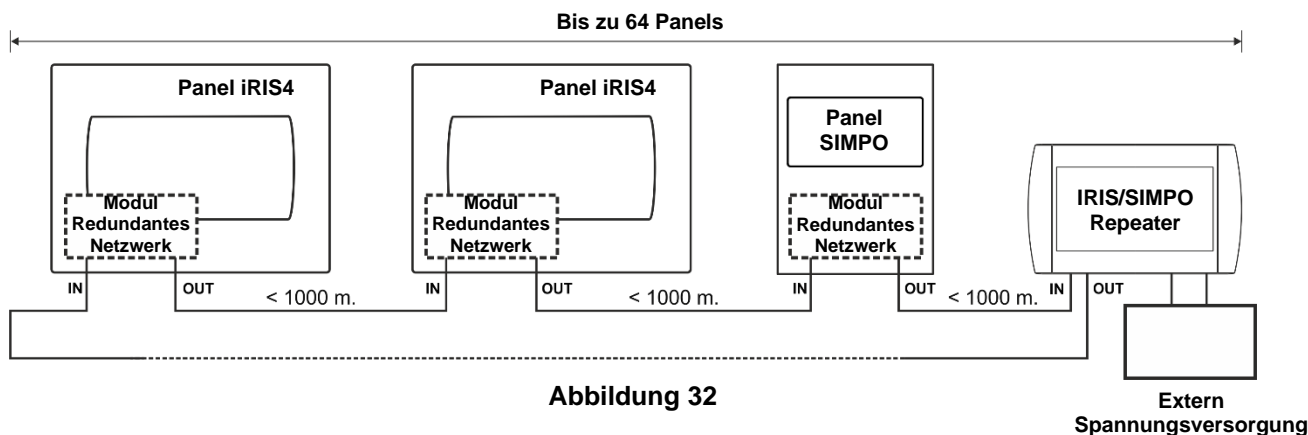 Bis zu 64 Panels
Panel iRIS4
Modul
Redundantes
Netzwerk
Panel iRIS4
Modul
Redundantes
Netzwerk
Panel
SIMPO
Modul
Redundantes
Netzwerk
IRIS/SIMPO
Repeater
IN
OUT
< 1000 m.
IN
OUT
< 1000 m.
IN
OUT
< 1000 m.
IN
OUT
Abbildung 32
Extern
Spannungsversorgung